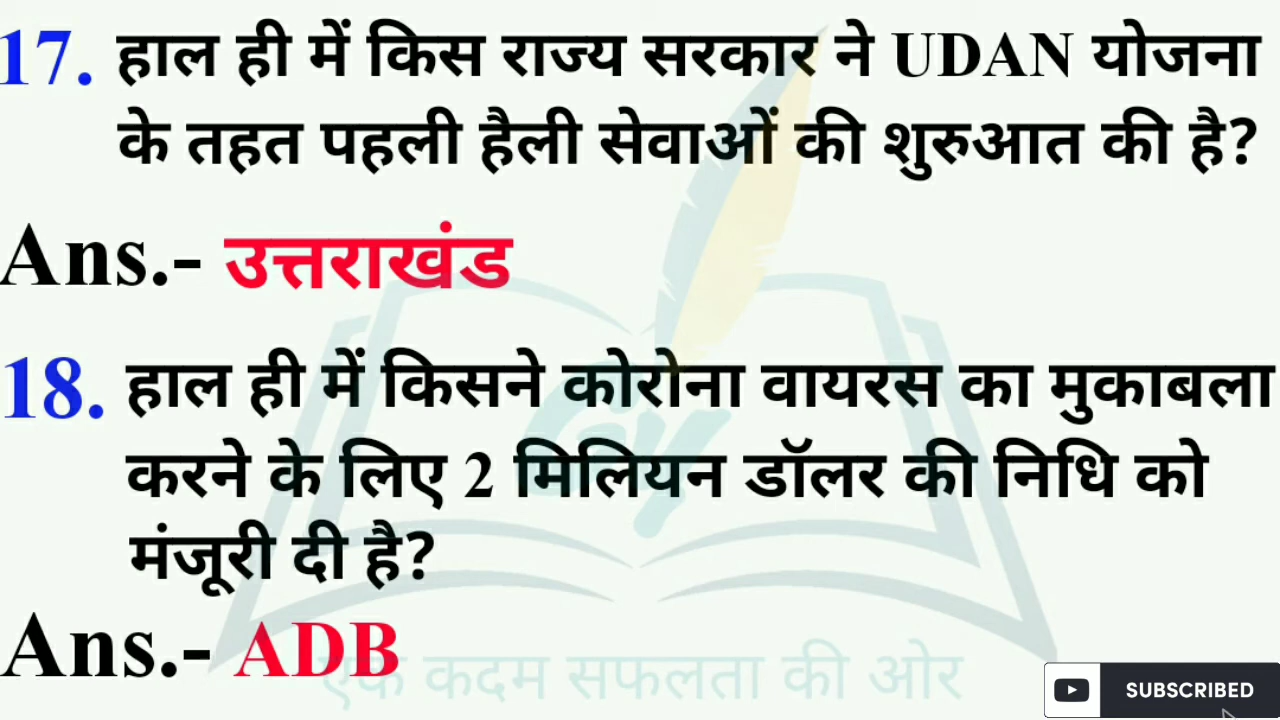 17. हाल ही में किस राज्य सरकार ने UDAN योजना
के तहत पहली हैली सेवाओं की शुरुआत की है?
Ans.- उत्तराखंड
18. हाल ही में किसने कोरोना वायरस का मुकाबला
करने के लिए 2 मिलियन डॉलर की निधि को
मंजूरी दी है?
Ans.- ADB
एक कदम सफलता की ओर
SUBSCRIBED